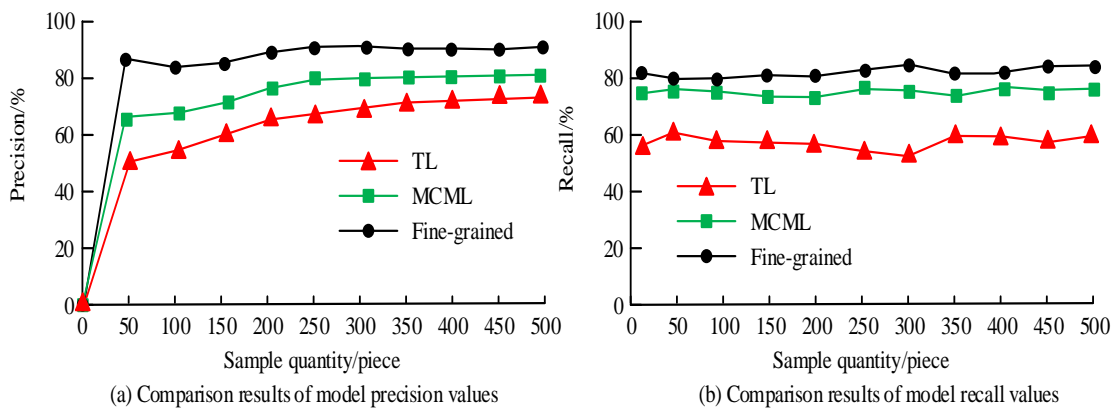 100
80
60
40
20
0
Precision/%
TL
MCML
Fine-grained
0 50 100 150 200 250 300 350 400 450 500
Sample quantity/piece
(a) Comparison results of model precision values
100
80
60
40
20
0
Recall/%
TL
MCML
Fine-grained
0 50 100 150 200 250 300 350 400 450 500
Sample quantity/piece
(b) Comparison results of model recall values